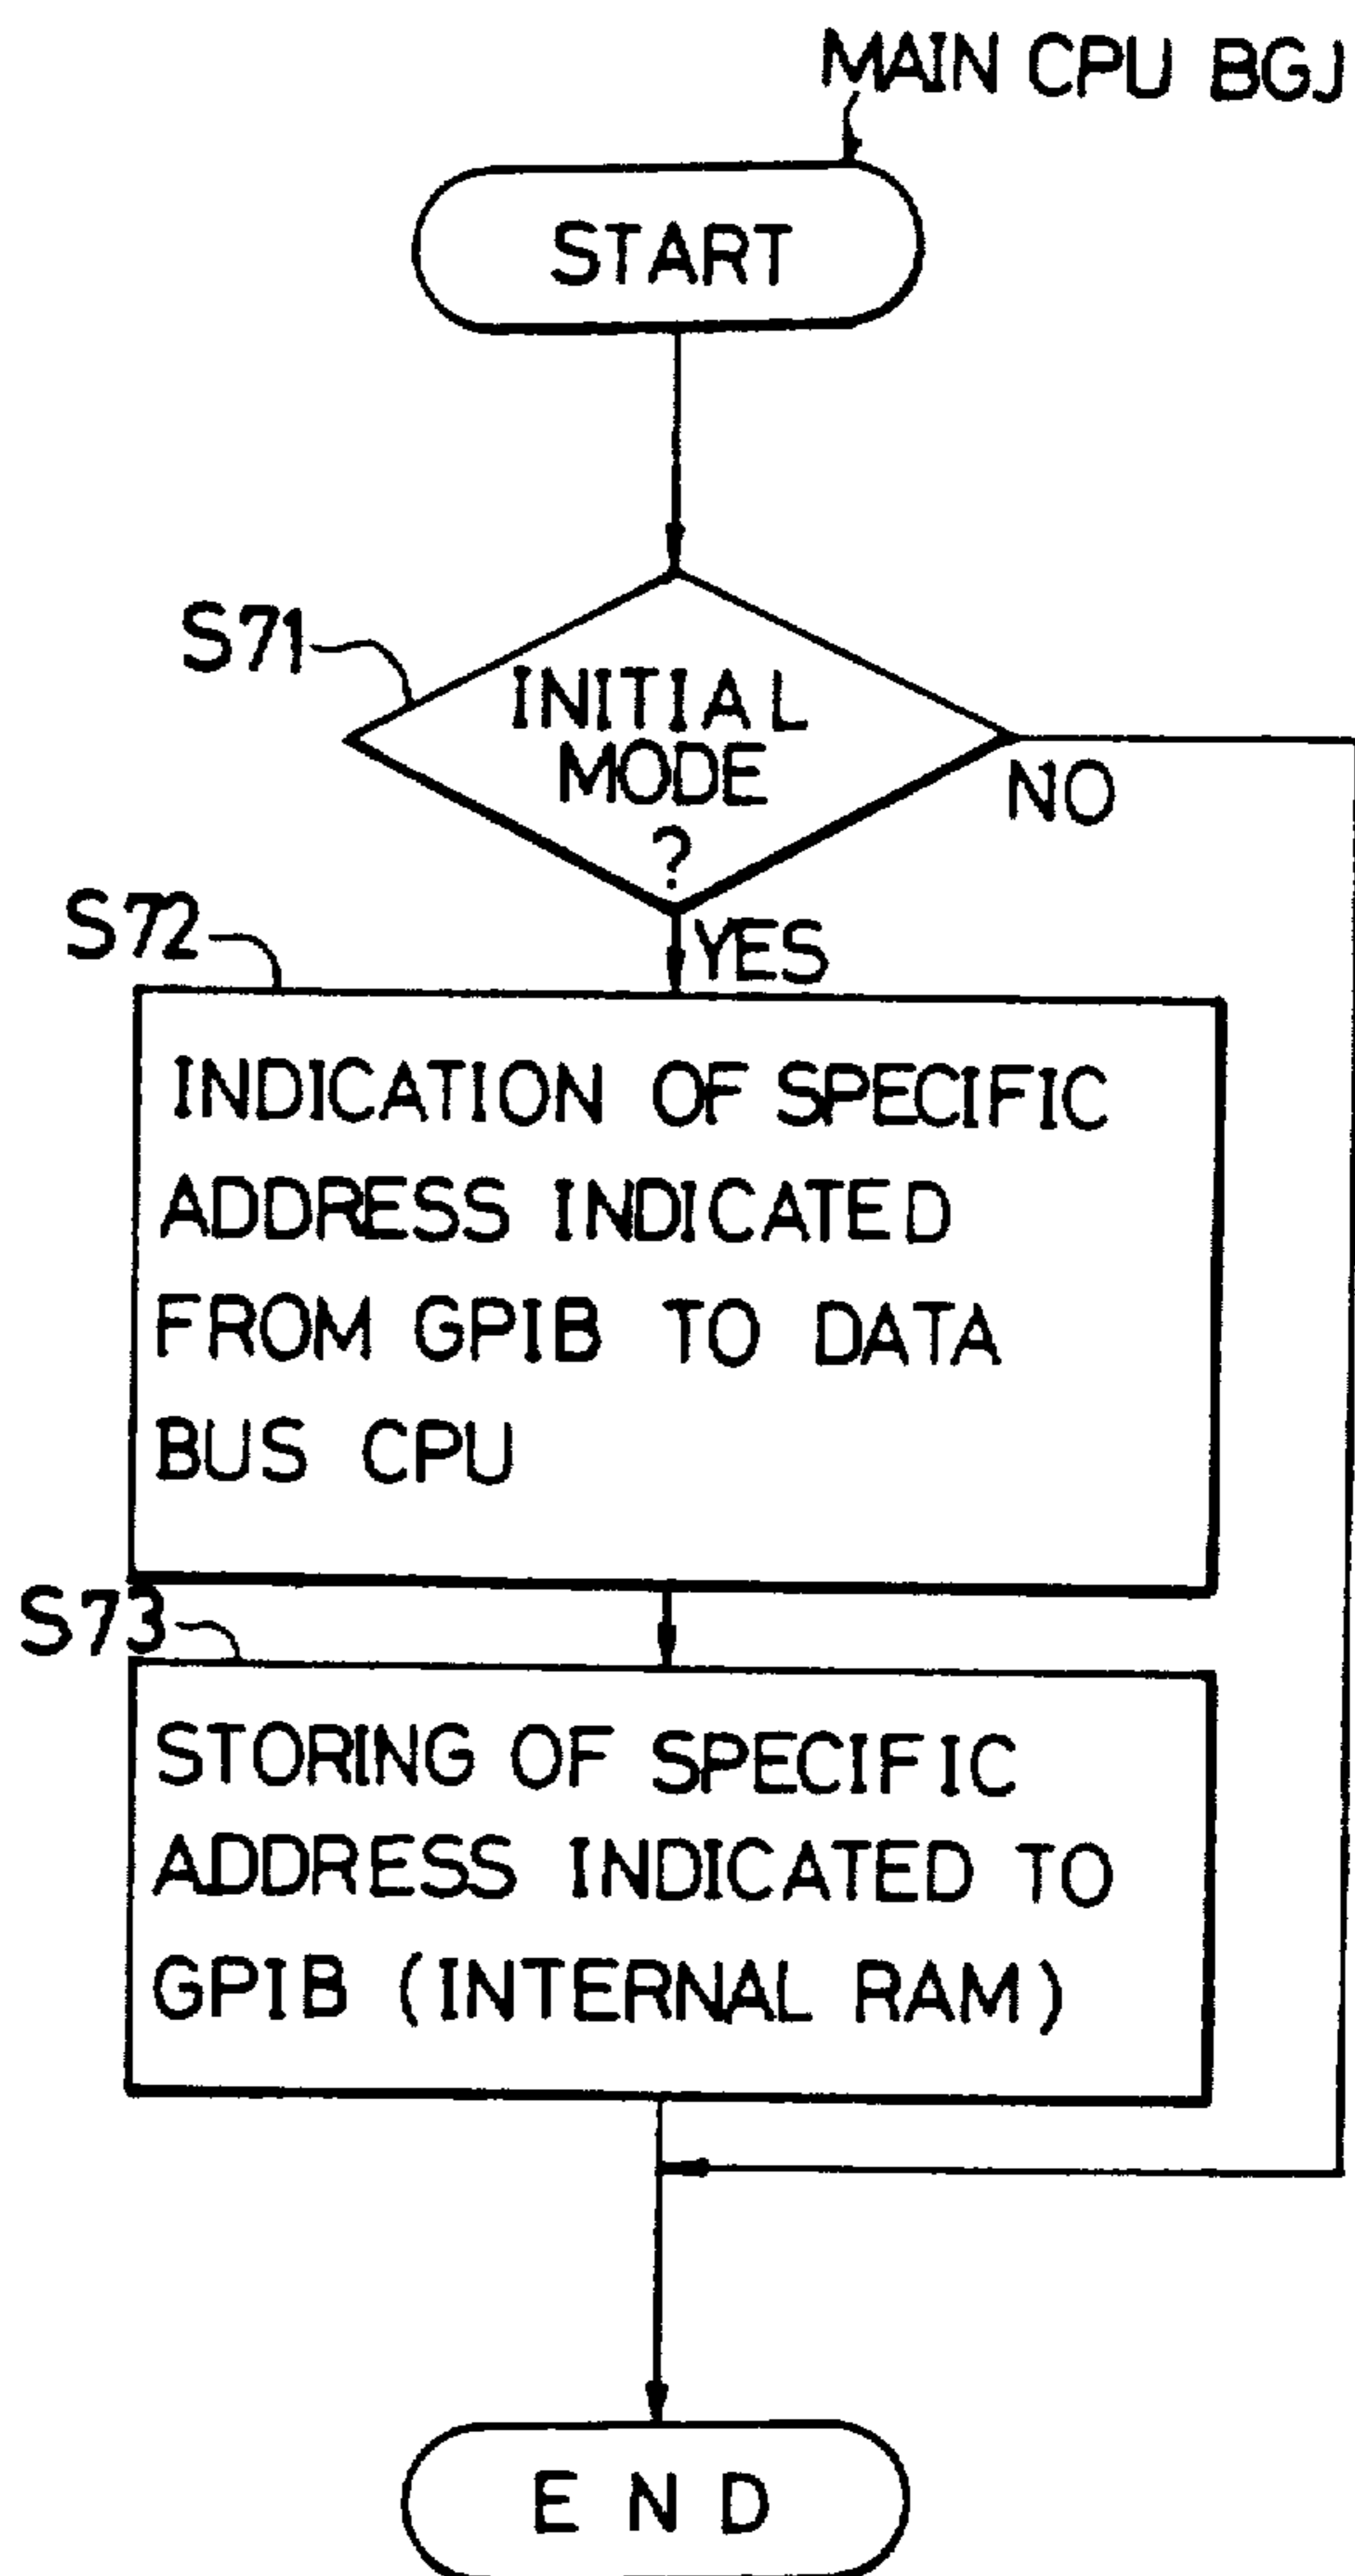 MAIN CPU BGJ
START
S71
INITIAL
MODE
?
NO
YES
S72
INDICATION OF SPECIFIC
ADDRESS INDICATED
FROM GPIB TO DATA
BUS CPU
S73
STORING OF SPECIFIC
ADDRESS INDICATED TO
GPIB (INTERNAL RAM)
END